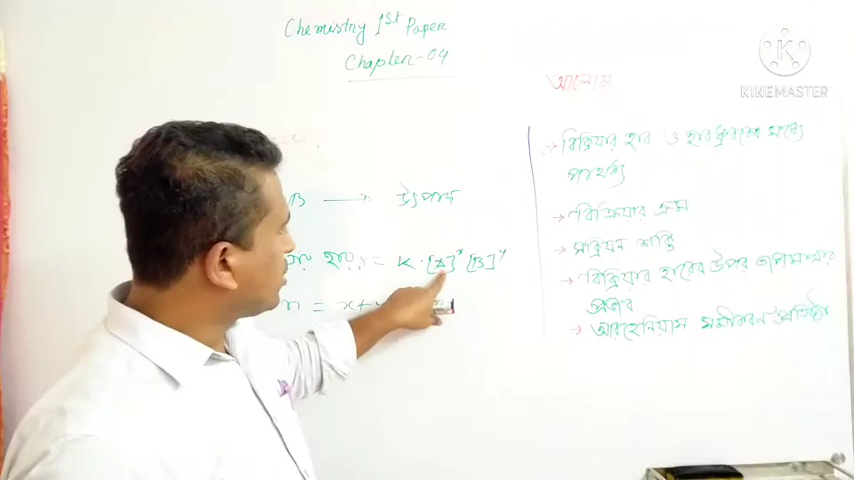 Chemistry 1st Paper
Chapter-04
B → উৎপাদ
হার, r = K·[A]^x [B]^y
n = x+y
→ বিক্রিয়ার হার ও হার ধ্রুবকের মধ্যে
পার্থক্য
→ বিক্রিয়ার ক্রম
→ সক্রিয়ন শক্তি
→ বিক্রিয়ার হারের উপর তাপমাত্রার
প্রভাব
→ আরহেনিয়াস সমীকরণ প্রতিষ্ঠা
KINEMASTER